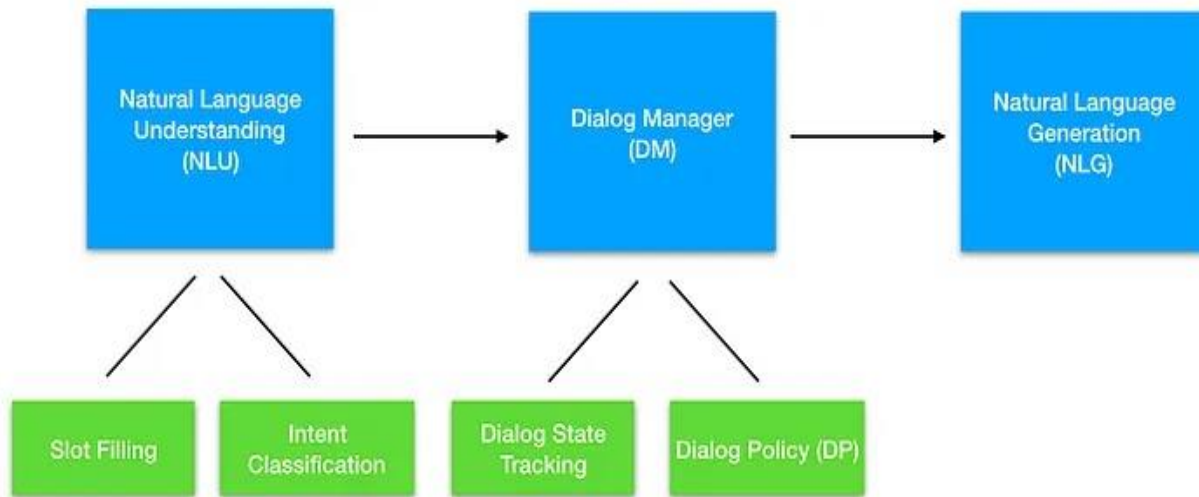 Natural Language
Understanding
(NLU)
Dialog Manager
(DM)
Natural Language
Generation
(NLG)
Slot Filling
Intent
Classification
Dialog State
Tracking
Dialog Policy (DP)